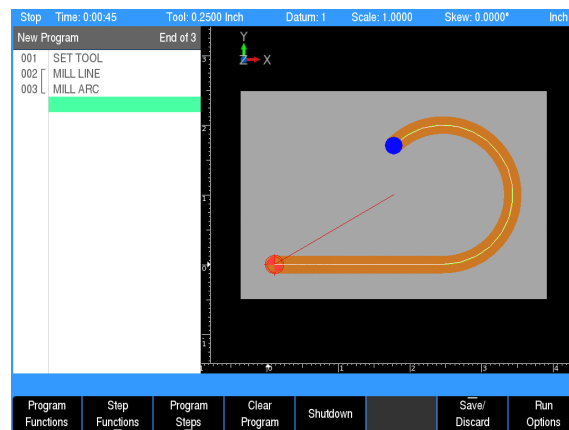 Stop Time: 0:00:45 Tool: 0.2500 Inch Datum: 1 Scale: 1.0000 Skew: 0.0000° Inch
New Program End of 3
001 SET TOOL
002 MILL LINE
003 MILL ARC
Y
Z X
3
2
1
0
1
0 1 2 3 4
Program Functions
Step Functions
Program Steps
Clear Program
Shutdown
Save/ Discard
Run Options